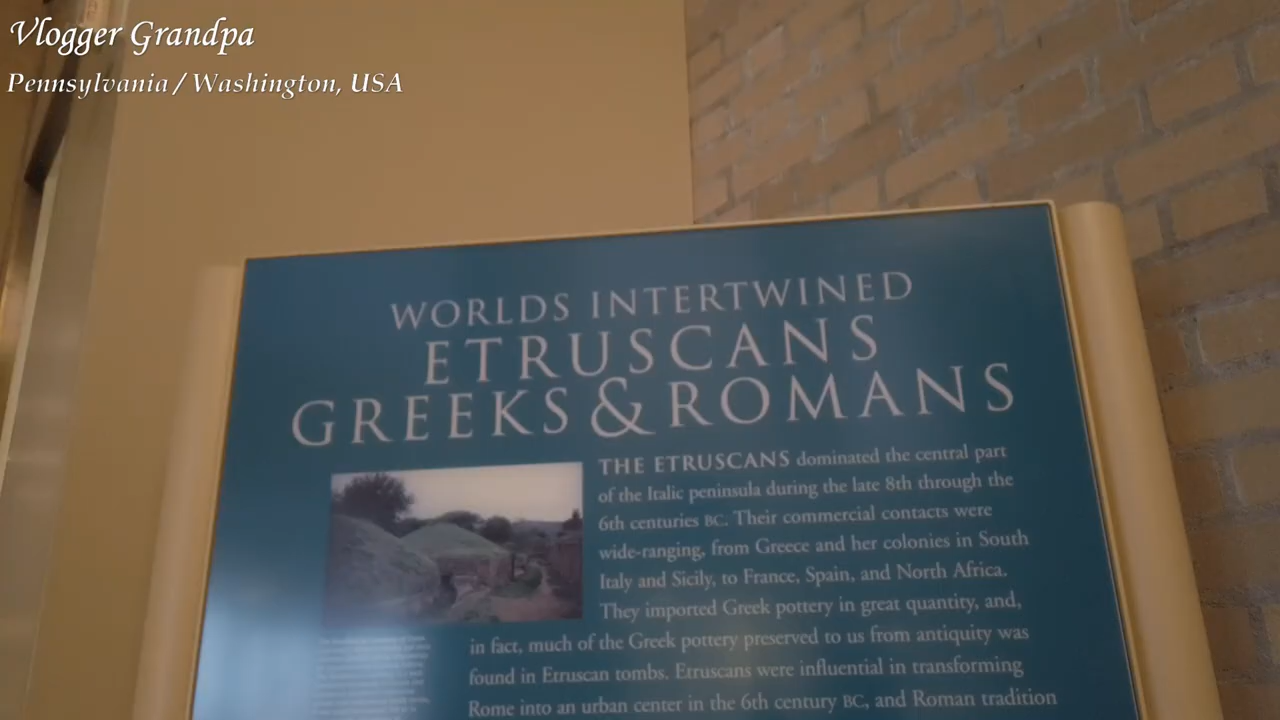 Vlogger Grandpa
Pennsylvania / Washington, USA
WORLDS INTERTWINED
ETRUSCANS
GREEKS & ROMANS
THE ETRUSCANS dominated the central part
of the Italic peninsula during the late 8th through the
6th centuries BC. Their commercial contacts were
wide-ranging, from Greece and her colonies in South
Italy and Sicily, to France, Spain, and North Africa.
They imported Greek pottery in great quantity, and,
in fact, much of the Greek pottery preserved to us from antiquity was
found in Etruscan tombs. Etruscans were influential in transforming
Rome into an urban center in the 6th century BC, and Roman tradition